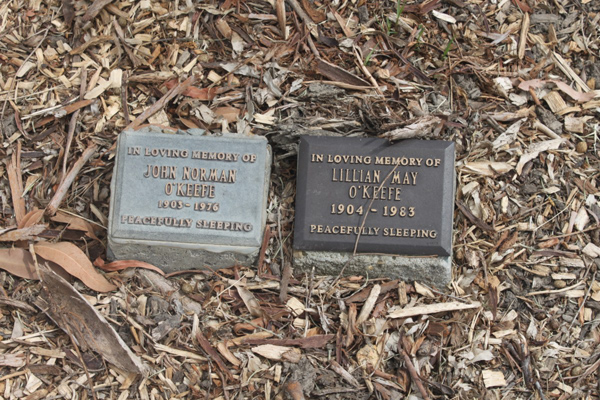 IN LOVING MEMORY OF
JOHN NORMAN
O'KEEFE
1903 - 1976
PEACEFULLY SLEEPING
IN LOVING MEMORY OF
LILLIAN MAY
O'KEEFE
1904 - 1983
PEACEFULLY SLEEPING